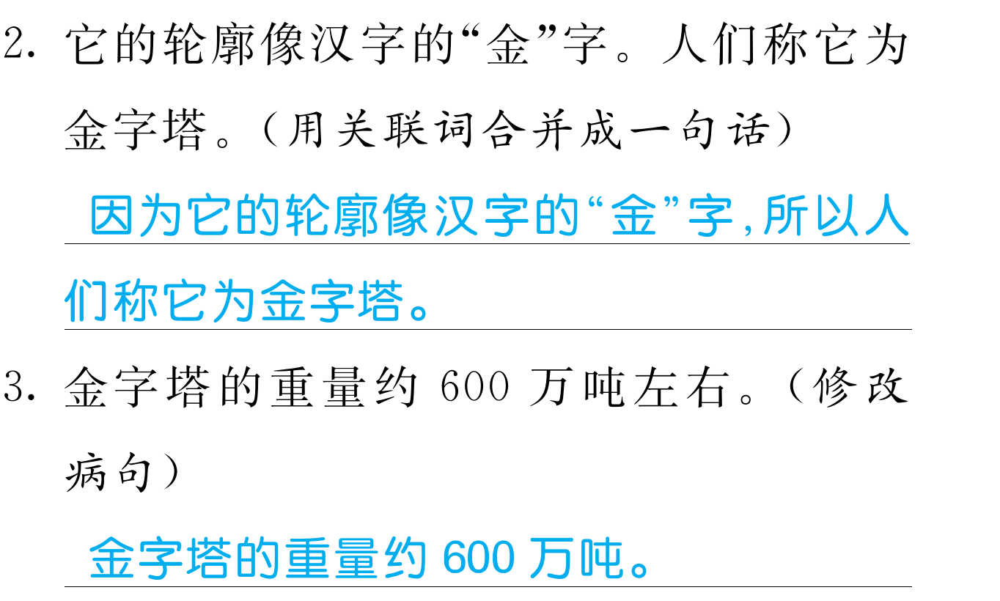 2. 它的轮廓像汉字的“金”字。人们称它为
金字塔。（用关联词合并成一句话）
因为它的轮廓像汉字的“金”字,所以人
们称它为金字塔。
3. 金字塔的重量约 600 万吨左右。（修改
病句）
金字塔的重量约 600 万吨。